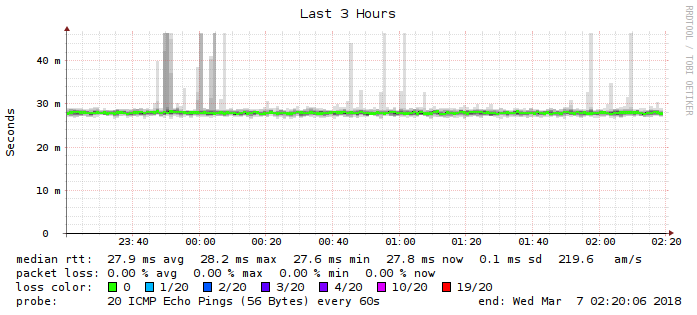 Last 3 Hours
RRDTOOL / TOBI OETIKER
Seconds
40 m
30 m
20 m
10 m
0
23:40 00:00 00:20 00:40 01:00 01:20 01:40 02:00 02:20
median rtt: 27.9 ms avg 28.2 ms max 27.6 ms min 27.8 ms now 0.1 ms sd 219.6 am/s
packet loss: 0.00 % avg 0.00 % max 0.00 % min 0.00 % now
loss color: 0 1/20 2/20 3/20 4/20 10/20 19/20
probe: 20 ICMP Echo Pings (56 Bytes) every 60s end: Wed Mar 7 02:20:06 2018